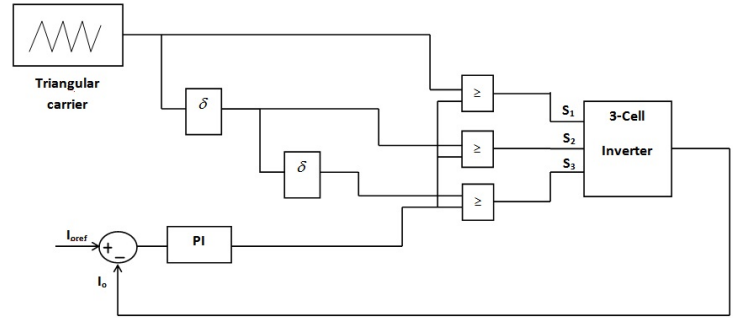 Triangular
carrier
δ
δ
≥
≥
≥
S1
S2
S3
3-Cell
Inverter
Ioref
+
−
PI
Io